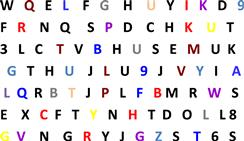 W Q E L F G H U Y I K D 9
F R N Q S P D C H K U T
3 L C T V B H U S E M U K
G T H U J L U 9 J V Y I A
L Q R B T J P L F B M R W S
E X C F T Y N H T D O L L 8
G V N G R Y J G Z S T 6 S